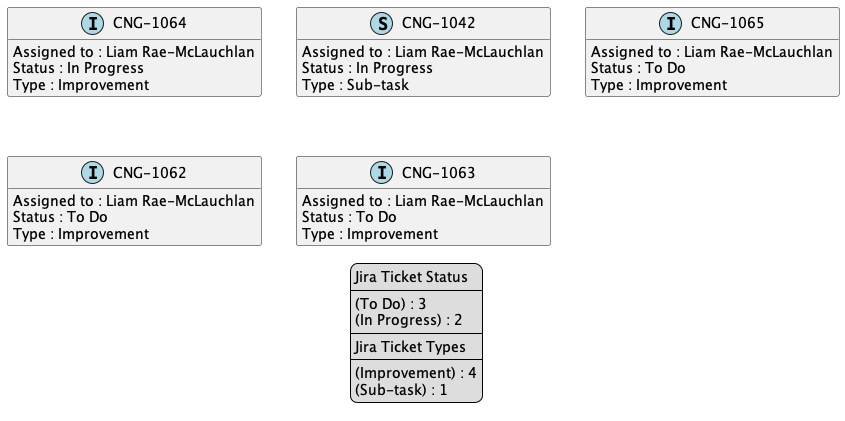 I CNG-1064
Assigned to : Liam Rae-McLauchlan
Status : In Progress
Type : Improvement
S CNG-1042
Assigned to : Liam Rae-McLauchlan
Status : In Progress
Type : Sub-task
I CNG-1065
Assigned to : Liam Rae-McLauchlan
Status : To Do
Type : Improvement
I CNG-1062
Assigned to : Liam Rae-McLauchlan
Status : To Do
Type : Improvement
I CNG-1063
Assigned to : Liam Rae-McLauchlan
Status : To Do
Type : Improvement
Jira Ticket Status
(To Do) : 3
(In Progress) : 2
Jira Ticket Types
(Improvement) : 4
(Sub-task) : 1